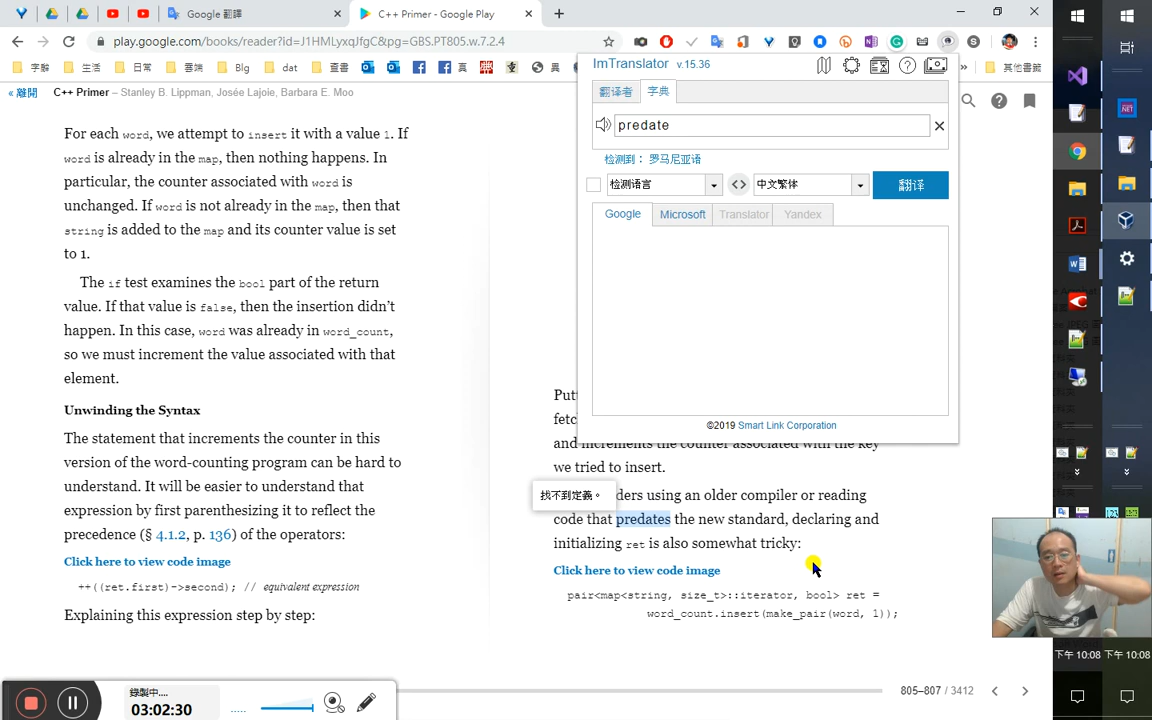 Google 翻譯
C++ Primer - Google Play
play.google.com/books/reader?id=J1HMLyxqJfgC&pg=GBS.PT805.w.7.2.4
字辭
生活
日常
雲端
Blg
dat
查書
真
異
其他書籤
« 離開
C++ Primer – Stanley B. Lippman, Josée Lajoie, Barbara E. Moo
For each word, we attempt to insert it with a value 1. If
word is already in the map, then nothing happens. In
particular, the counter associated with word is
unchanged. If word is not already in the map, then that
string is added to the map and its counter value is set
to 1.
The if test examines the bool part of the return
value. If that value is false, then the insertion didn't
happen. In this case, word was already in word_count,
so we must increment the value associated with that
element.
Unwinding the Syntax
The statement that increments the counter in this
version of the word-counting program can be hard to
understand. It will be easier to understand that
expression by first parenthesizing it to reflect the
precedence (§ 4.1.2, p. 136) of the operators:
Click here to view code image
++((ret.first)->second); // equivalent expression
Explaining this expression step by step:
ImTranslator v.15.36
翻译者
字典
predate
检测到： 罗马尼亚语
检测语言
中文繁体
翻译
Google
Microsoft
Translator
Yandex
©2019 Smart Link Corporation
and increments the counter associated with the key
we tried to insert.
找不到定義。
ders using an older compiler or reading
code that predates the new standard, declaring and
initializing ret is also somewhat tricky:
Click here to view code image
pair<map<string, size_t>::iterator, bool> ret =
word_count.insert(make_pair(word, 1));
805–807 / 3412
錄製中....
03:02:30
下午 10:08
下午 10:08